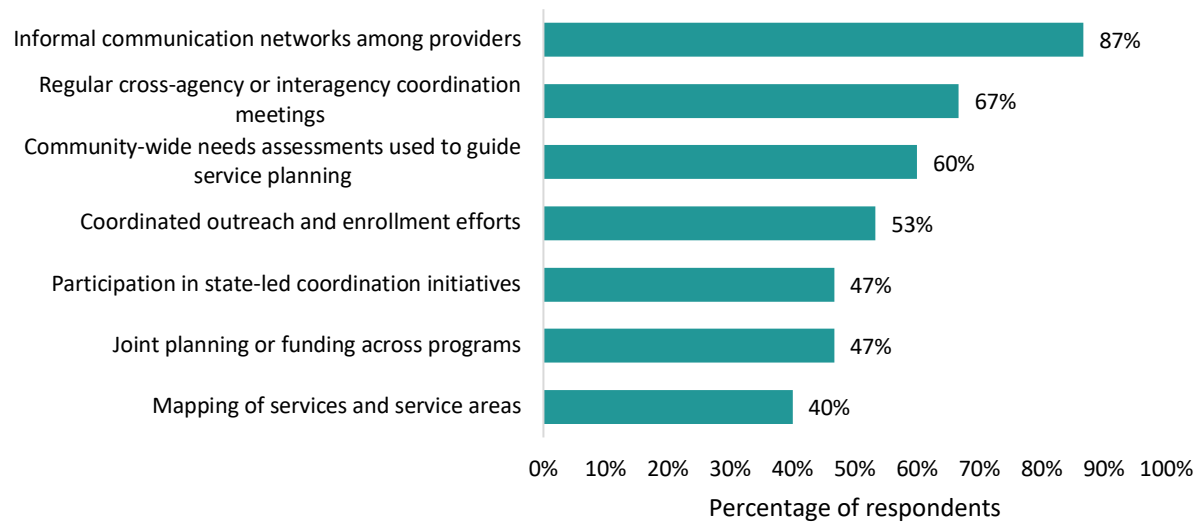 Informal communication networks among providers
87%
Regular cross-agency or interagency coordination
meetings
67%
Community-wide needs assessments used to guide
service planning
60%
Coordinated outreach and enrollment efforts
53%
Participation in state-led coordination initiatives
47%
Joint planning or funding across programs
47%
Mapping of services and service areas
40%
0% 10% 20% 30% 40% 50% 60% 70% 80% 90% 100%
Percentage of respondents